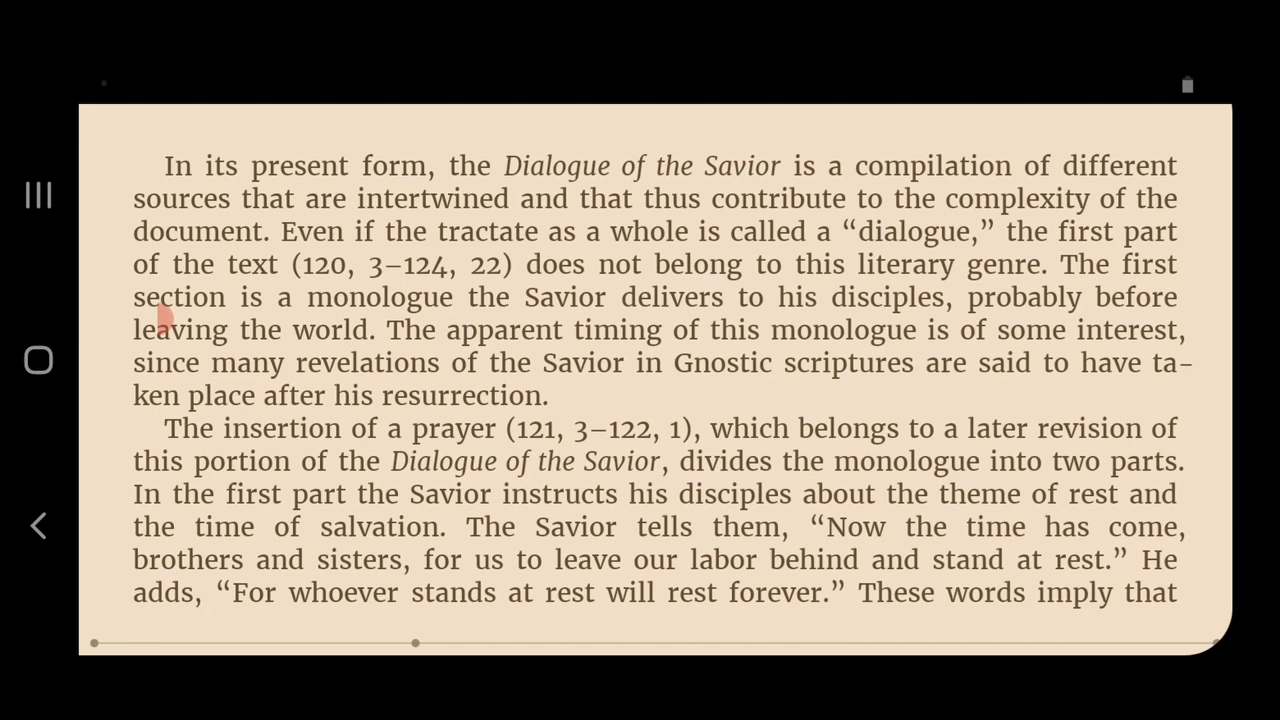 In its present form, the Dialogue of the Savior is a compilation of different
sources that are intertwined and that thus contribute to the complexity of the
document. Even if the tractate as a whole is called a “dialogue,” the first part
of the text (120, 3–124, 22) does not belong to this literary genre. The first
section is a monologue the Savior delivers to his disciples, probably before
leaving the world. The apparent timing of this monologue is of some interest,
since many revelations of the Savior in Gnostic scriptures are said to have ta-
ken place after his resurrection.
The insertion of a prayer (121, 3–122, 1), which belongs to a later revision of
this portion of the Dialogue of the Savior, divides the monologue into two parts.
In the first part the Savior instructs his disciples about the theme of rest and
the time of salvation. The Savior tells them, “Now the time has come,
brothers and sisters, for us to leave our labor behind and stand at rest.” He
adds, “For whoever stands at rest will rest forever.” These words imply that